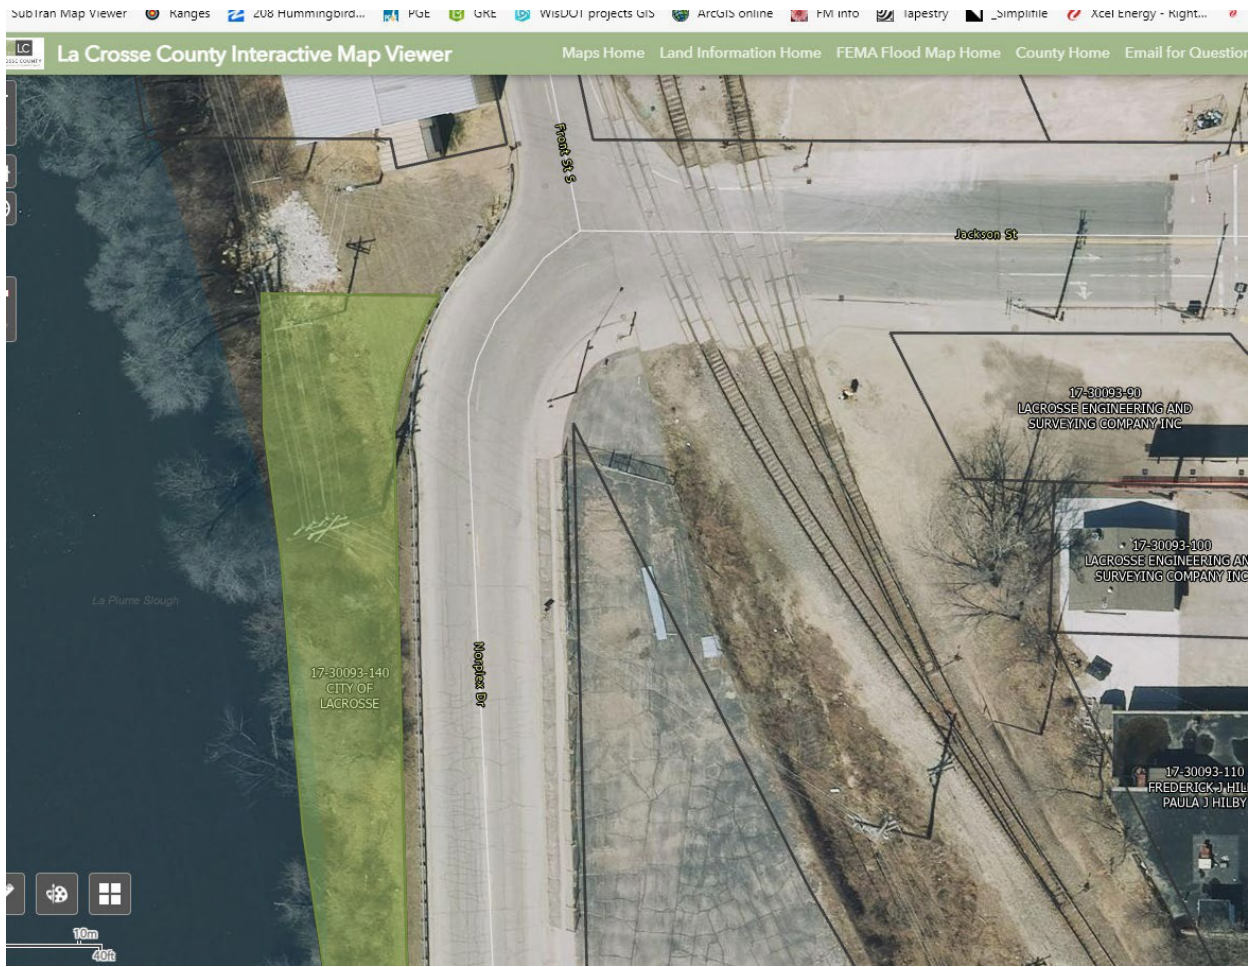 SubTran Map Viewer Ranges 208 Hummingbird... PGE GRE WisDOT projects GIS ArcGIS online FM info Tapestry _Simplifile Xcel Energy - Right...
LC
La Crosse County Interactive Map Viewer
Maps Home Land Information Home FEMA Flood Map Home County Home Email for Question
Front St S
Jackson St
17-30093-90
LACROSSE ENGINEERING AND
SURVEYING COMPANY INC
17-30093-100
LACROSSE ENGINEERING AN
SURVEYING COMPANY INC
La Plume Slough
17-30093-140
CITY OF
LACROSSE
Nonplex Dr
17-30093-110
FREDERICK J HIL
PAULA J HILBY
10m
40ft